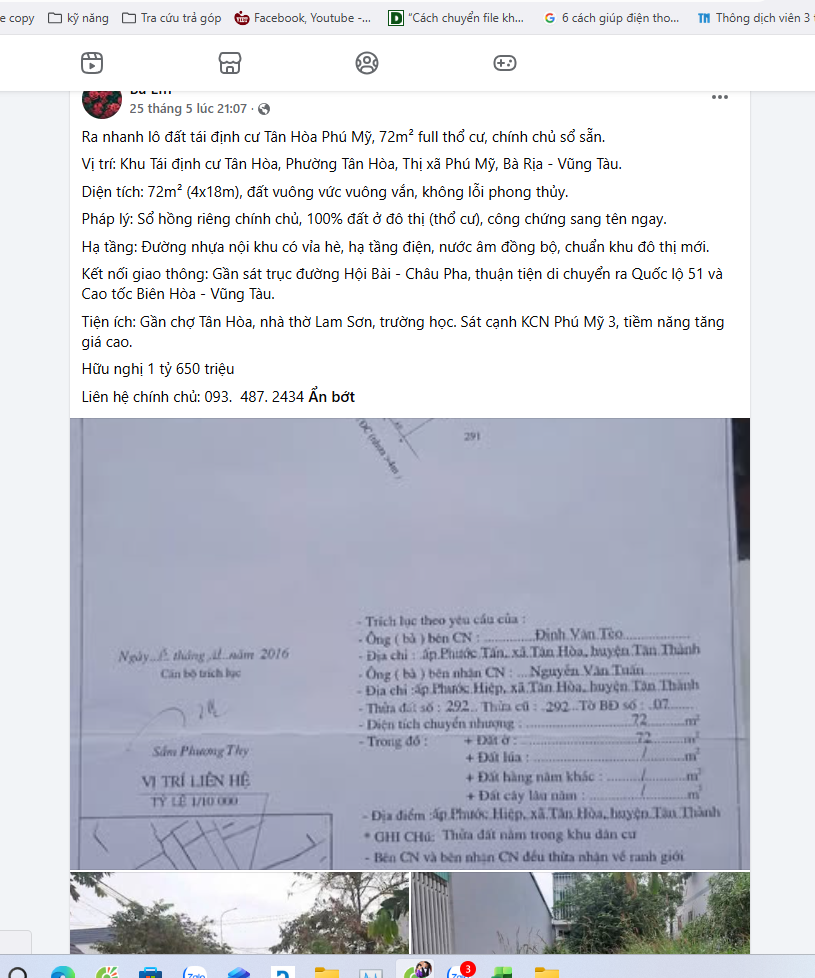 e copy kỹ năng Tra cứu trả góp Facebook, Youtube -... "Cách chuyển file kh... 6 cách giúp điện tho... Thông dịch viên 3 t
Ba Em
25 tháng 5 lúc 21:07 ·
Ra nhanh lô đất tái định cư Tân Hòa Phú Mỹ, 72m² full thổ cư, chính chủ sổ sẵn.
Vị trí: Khu Tái định cư Tân Hòa, Phường Tân Hòa, Thị xã Phú Mỹ, Bà Rịa - Vũng Tàu.
Diện tích: 72m² (4x18m), đất vuông vức vuông vắn, không lỗi phong thủy.
Pháp lý: Sổ hồng riêng chính chủ, 100% đất ở đô thị (thổ cư), công chứng sang tên ngay.
Hạ tầng: Đường nhựa nội khu có vỉa hè, hạ tầng điện, nước âm đồng bộ, chuẩn khu đô thị mới.
Kết nối giao thông: Gần sát trục đường Hội Bài - Châu Pha, thuận tiện di chuyển ra Quốc lộ 51 và
Cao tốc Biên Hòa - Vũng Tàu.
Tiện ích: Gần chợ Tân Hòa, nhà thờ Lam Sơn, trường học. Sát cạnh KCN Phú Mỹ 3, tiềm năng tăng
giá cao.
Hữu nghị 1 tỷ 650 triệu
Liên hệ chính chủ: 093. 487. 2434 Ẩn bớt
ĐC (nhựa >4m)
291
- Trích lục theo yêu cầu của :
- Ông ( bà ) bên CN : ............Đinh Văn Tèo................
- Địa chỉ : ấp Phước Tấn, xã Tân Hòa, huyện Tân Thành
- Ông ( bà ) bên nhận CN : ...Nguyễn Văn Tuấn...........
- Địa chỉ :ấp Phước Hiệp, xã Tân Hòa, huyện Tân Thành
- Thửa đất số : 292.. Thửa cũ : .292.. Tờ BĐ số : .07......
- Diện tích chuyển nhượng : ..........................72.........m²
- Trong đó : + Đất ở : ..................................72.........m²
+ Đất lúa : ................................/..........m²
+ Đất hàng năm khác : ........./..........m²
+ Đất cây lâu năm : ............./..........m²
- Địa điểm :ấp Phước Hiệp, xã Tân Hòa, huyện Tân Thành
* GHI CHú: Thửa đất nằm trong khu dân cư
- Bên CN và bên nhận CN đều thừa nhận về ranh giới
Ngày... tháng 11 năm 2016
Cán bộ trích lục
Sấm Phương Thy
VỊ TRÍ LIÊN HỆ
TỶ LỆ 1/10 000
Zalo
Zalo
3